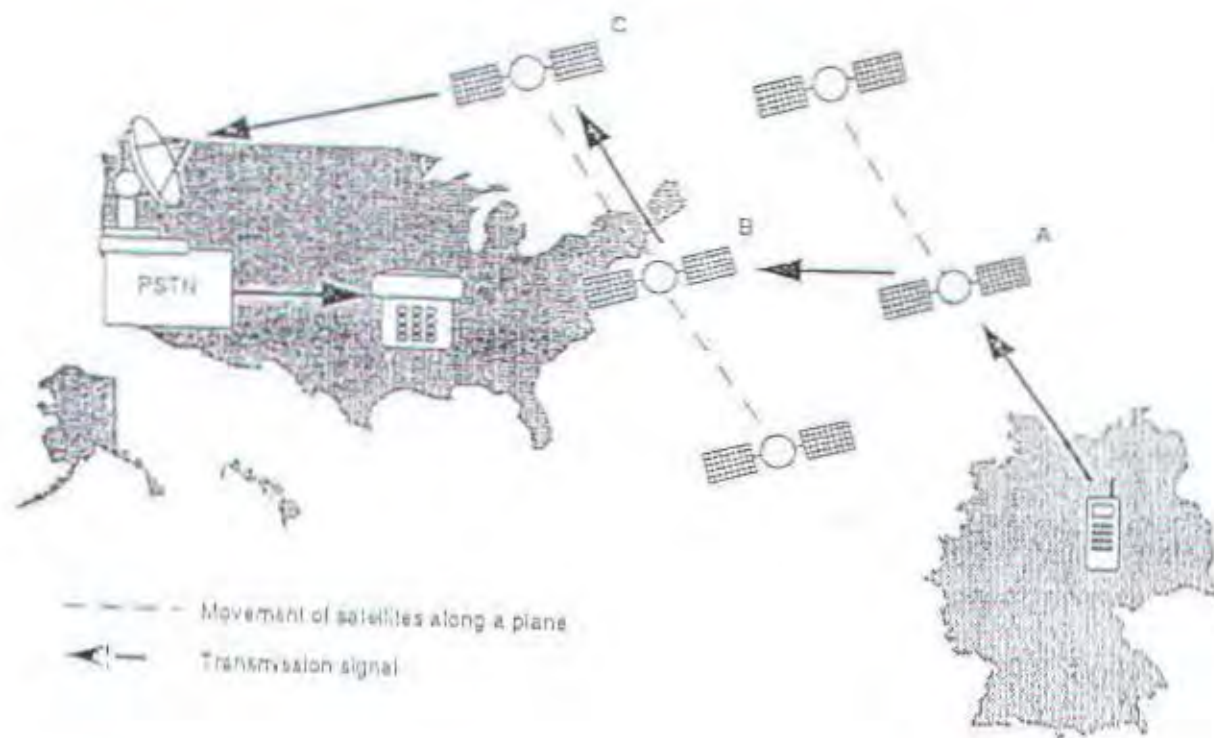 C
B
A
PSTN
Movement of satellites along a plane
Transmission signal